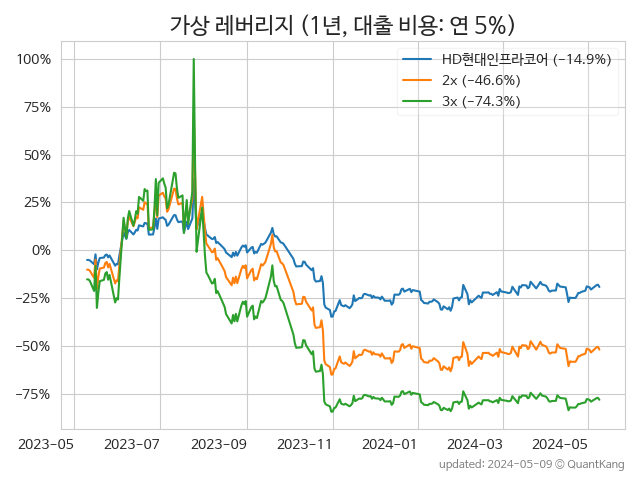 가상 레버리지 (1년, 대출 비용: 연 5%)
HD현대인프라코어 (−14.9%)
2x (−46.6%)
3x (−74.3%)
100%
75%
50%
25%
0%
−25%
−50%
−75%
2023-05 2023-07 2023-09 2023-11 2024-01 2024-03 2024-05
updated: 2024-05-09 © QuantKang